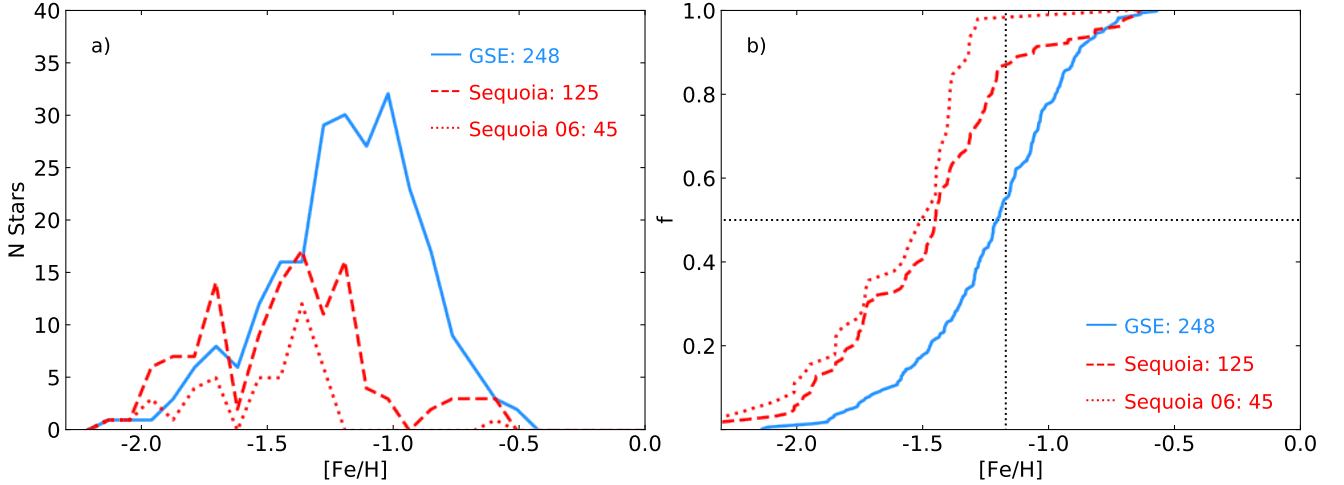 a)
N Stars
40
35
30
25
20
15
10
5
0
GSE: 248
Sequoia: 125
Sequoia 06: 45
-2.0 -1.5 -1.0 -0.5 0.0
[Fe/H]
b)
f
1.0
0.8
0.6
0.4
0.2
GSE: 248
Sequoia: 125
Sequoia 06: 45
-2.0 -1.5 -1.0 -0.5 0.0
[Fe/H]